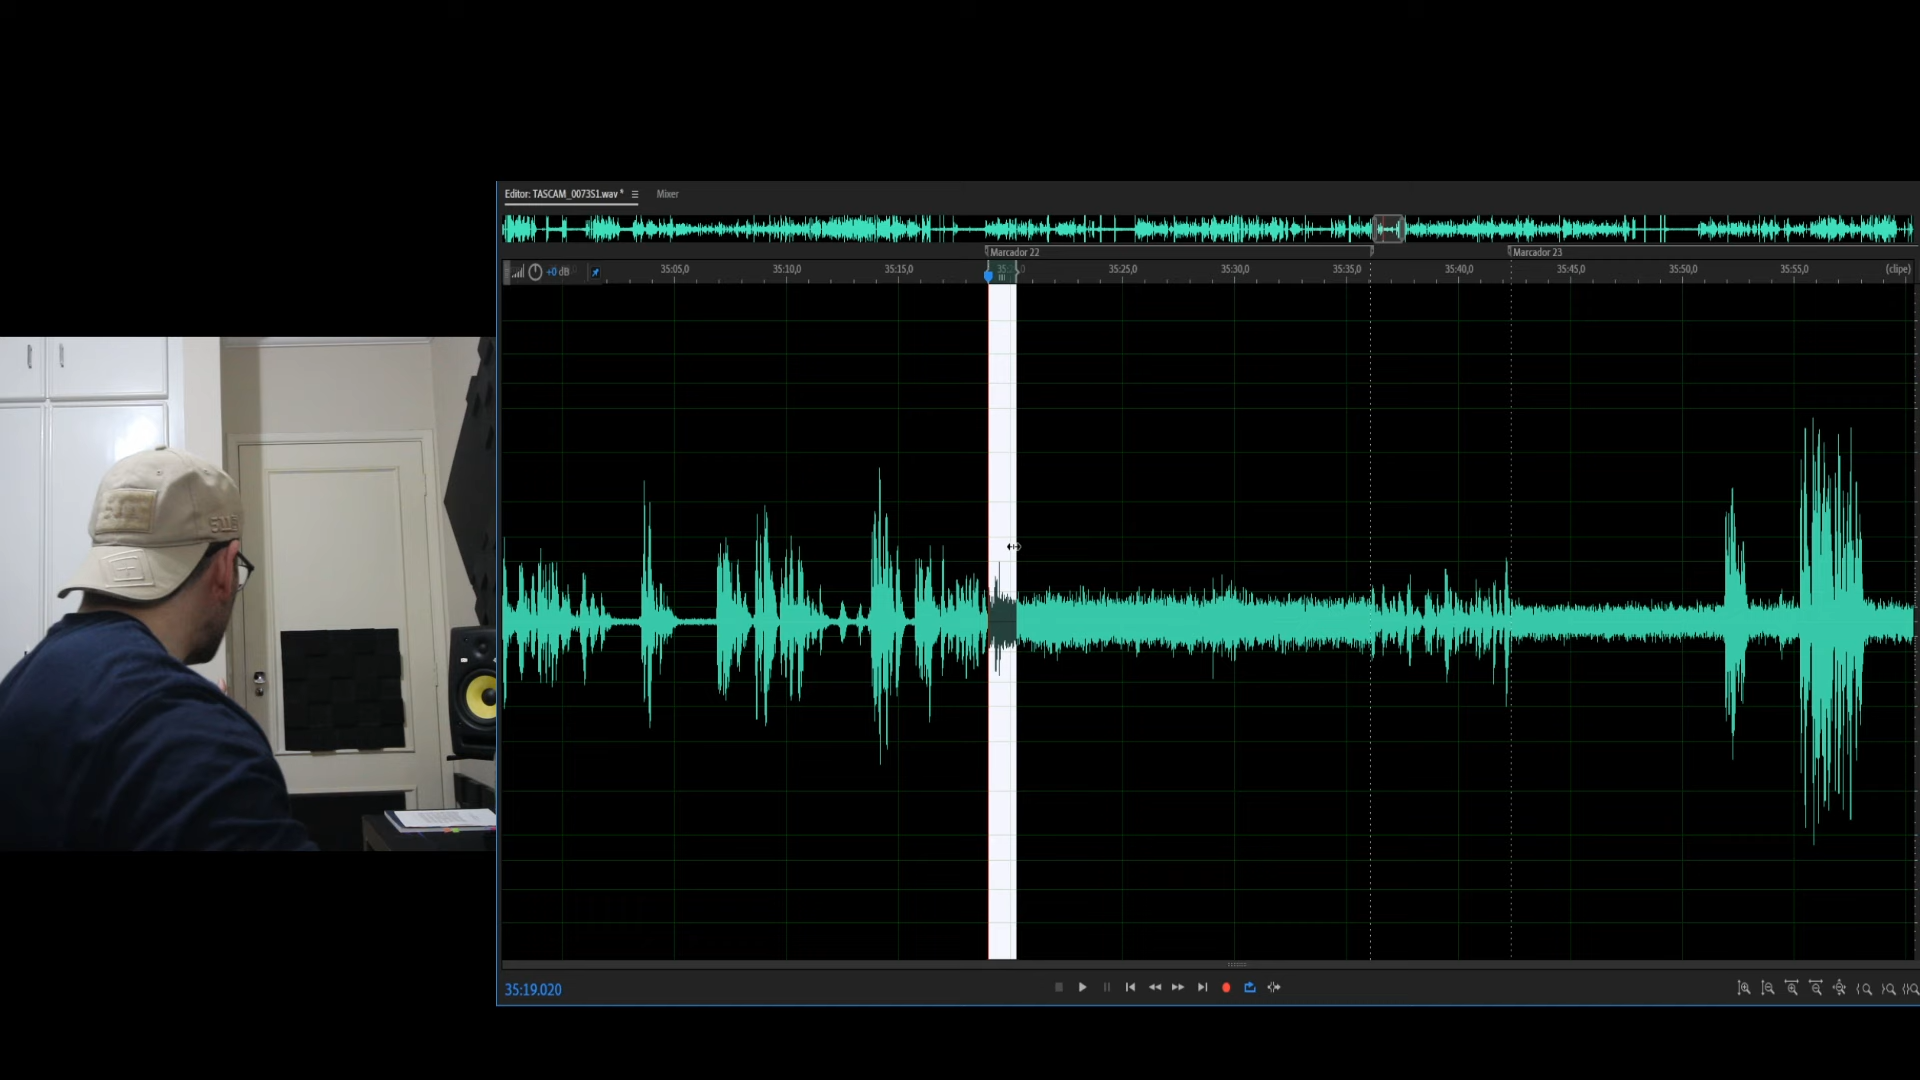 Editor: TASCAM_0073S1.wav *
Mixer
Marcador 22
Marcador 23
+0 dB
35:05,0
35:10,0
35:15,0
35:25,0
35:30,0
35:35,0
35:40,0
35:45,0
35:50,0
35:55,0
(clipe)
35:19.020